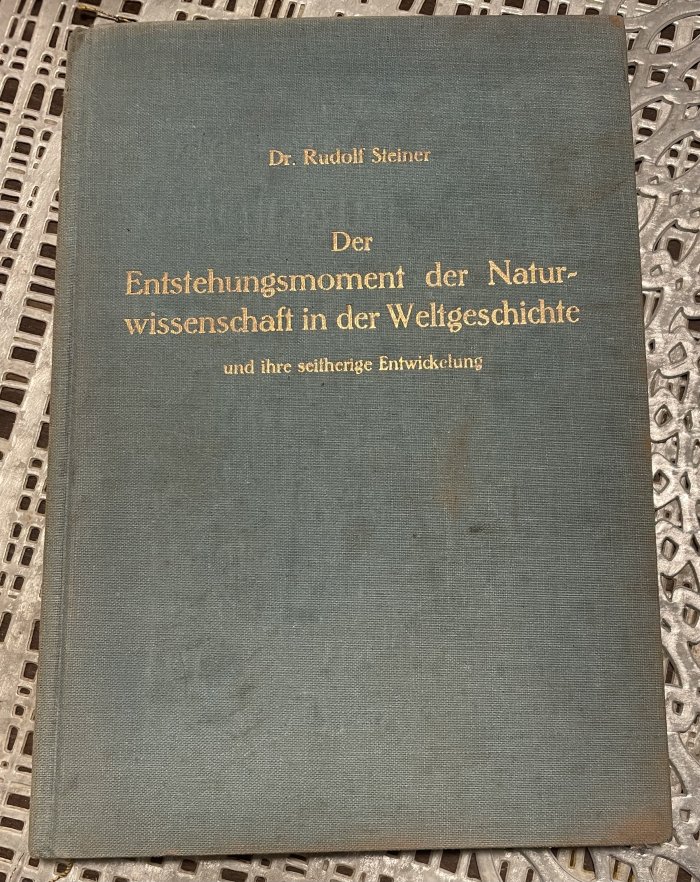 Dr. Rudolf Steiner
Der
Entstehungsmoment der Natur-
wissenschaft in der Weltgeschichte
und ihre seitherige Entwickelung